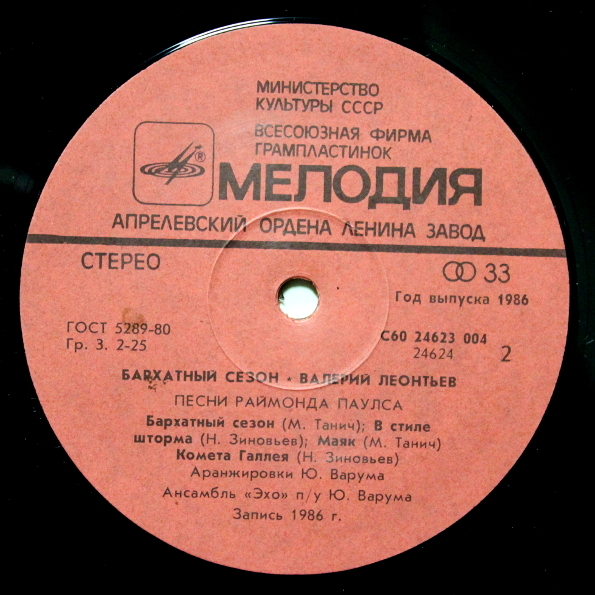 МИНИСТЕРСТВО
КУЛЬТУРЫ СССР
ВСЕСОЮЗНАЯ ФИРМА
ГРАМПЛАСТИНОК
®
МЕЛОДИЯ
АПРЕЛЕВСКИЙ ОРДЕНА ЛЕНИНА ЗАВОД
СТЕРЕО
33
Год выпуска 1986
ГОСТ 5289-80
Гр. 3. 2-25
С60 24623 004
24624
2
БАРХАТНЫЙ СЕЗОН • ВАЛЕРИЙ ЛЕОНТЬЕВ
ПЕСНИ РАЙМОНДА ПАУЛСА
Бархатный сезон (М. Танич); В стиле
шторма (Н. Зиновьев); Маяк (М. Танич)
Комета Галлея (Н. Зиновьев)
Аранжировки Ю. Варума
Ансамбль «Эхо» п/у Ю. Варума
Запись 1986 г.